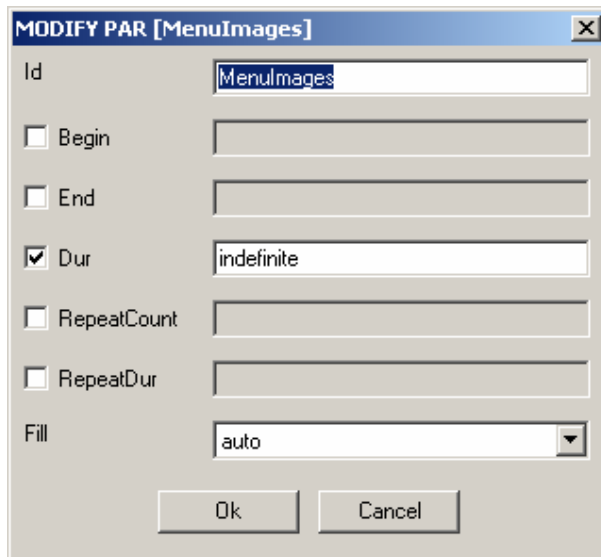 MODIFY PAR [MenuImages]
Id MenuImages
Begin
End
Dur indefinite
RepeatCount
RepeatDur
Fill auto
Ok Cancel